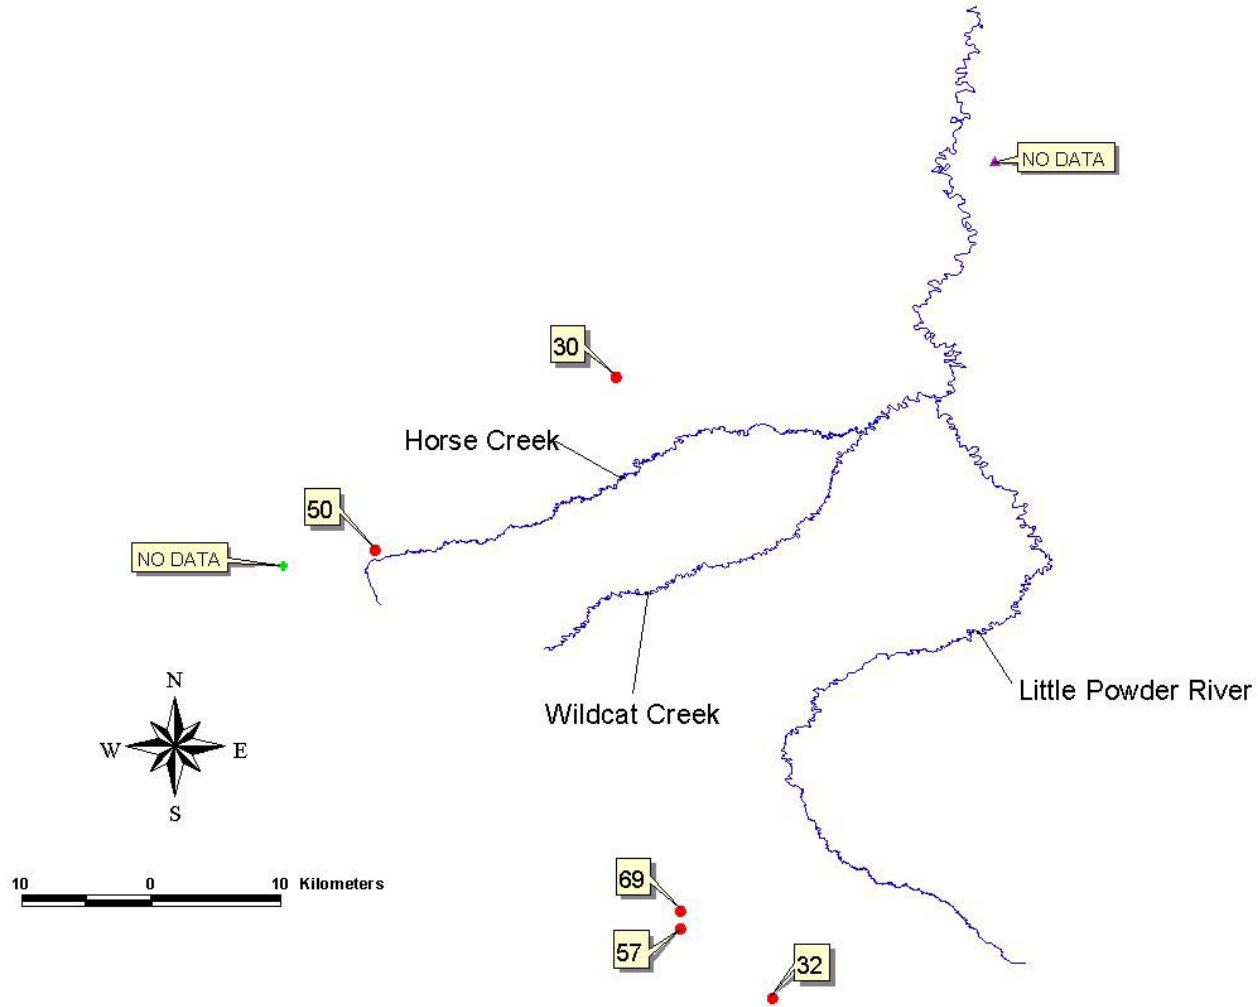 NO DATA
30
Horse Creek
50
NO DATA
Little Powder River
Wildcat Creek
N
W E
S
10 0 10 Kilometers
69
57
32